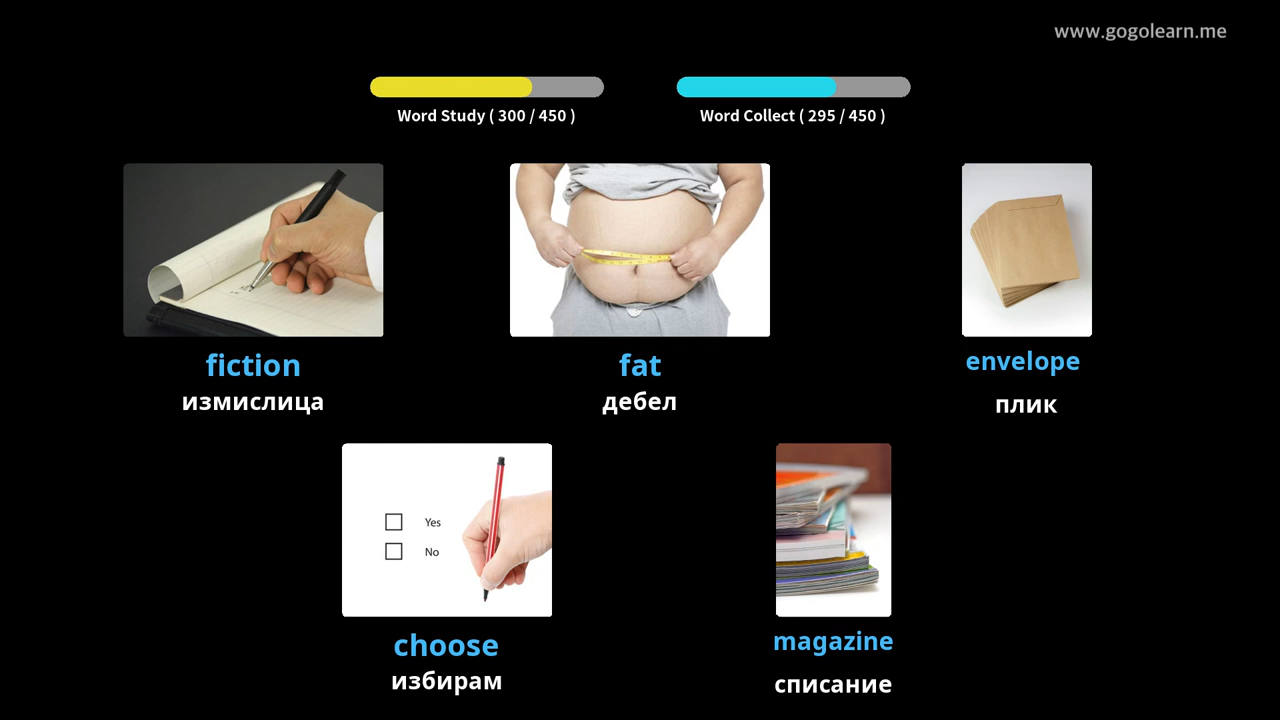 www.gogolearn.me
Word Study ( 300 / 450 )
Word Collect ( 295 / 450 )
fiction
измислица
fat
дебел
envelope
плик
Yes
No
choose
избирам
magazine
списание